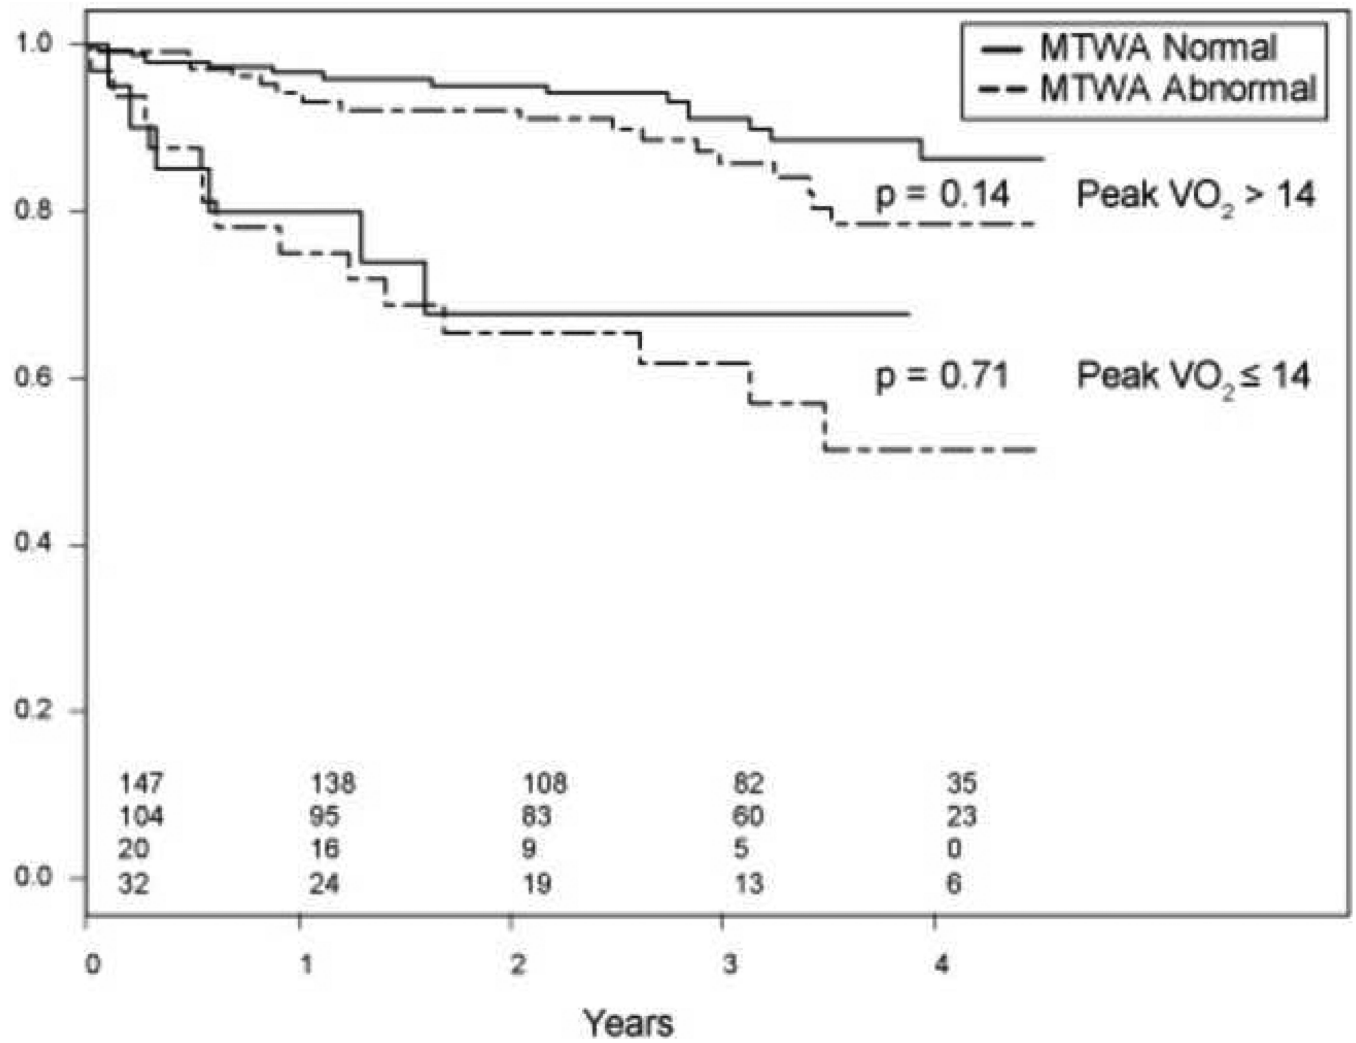 1.0
MTWA Normal
MTWA Abnormal
0.8
p = 0.14 Peak VO₂ > 14
0.6
p = 0.71 Peak VO₂ ≤ 14
0.4
0.2
147 138 108 82 35
104 95 83 60 23
20 16 9 5 0
0.0
32 24 19 13 6
0 1 2 3 4
Years